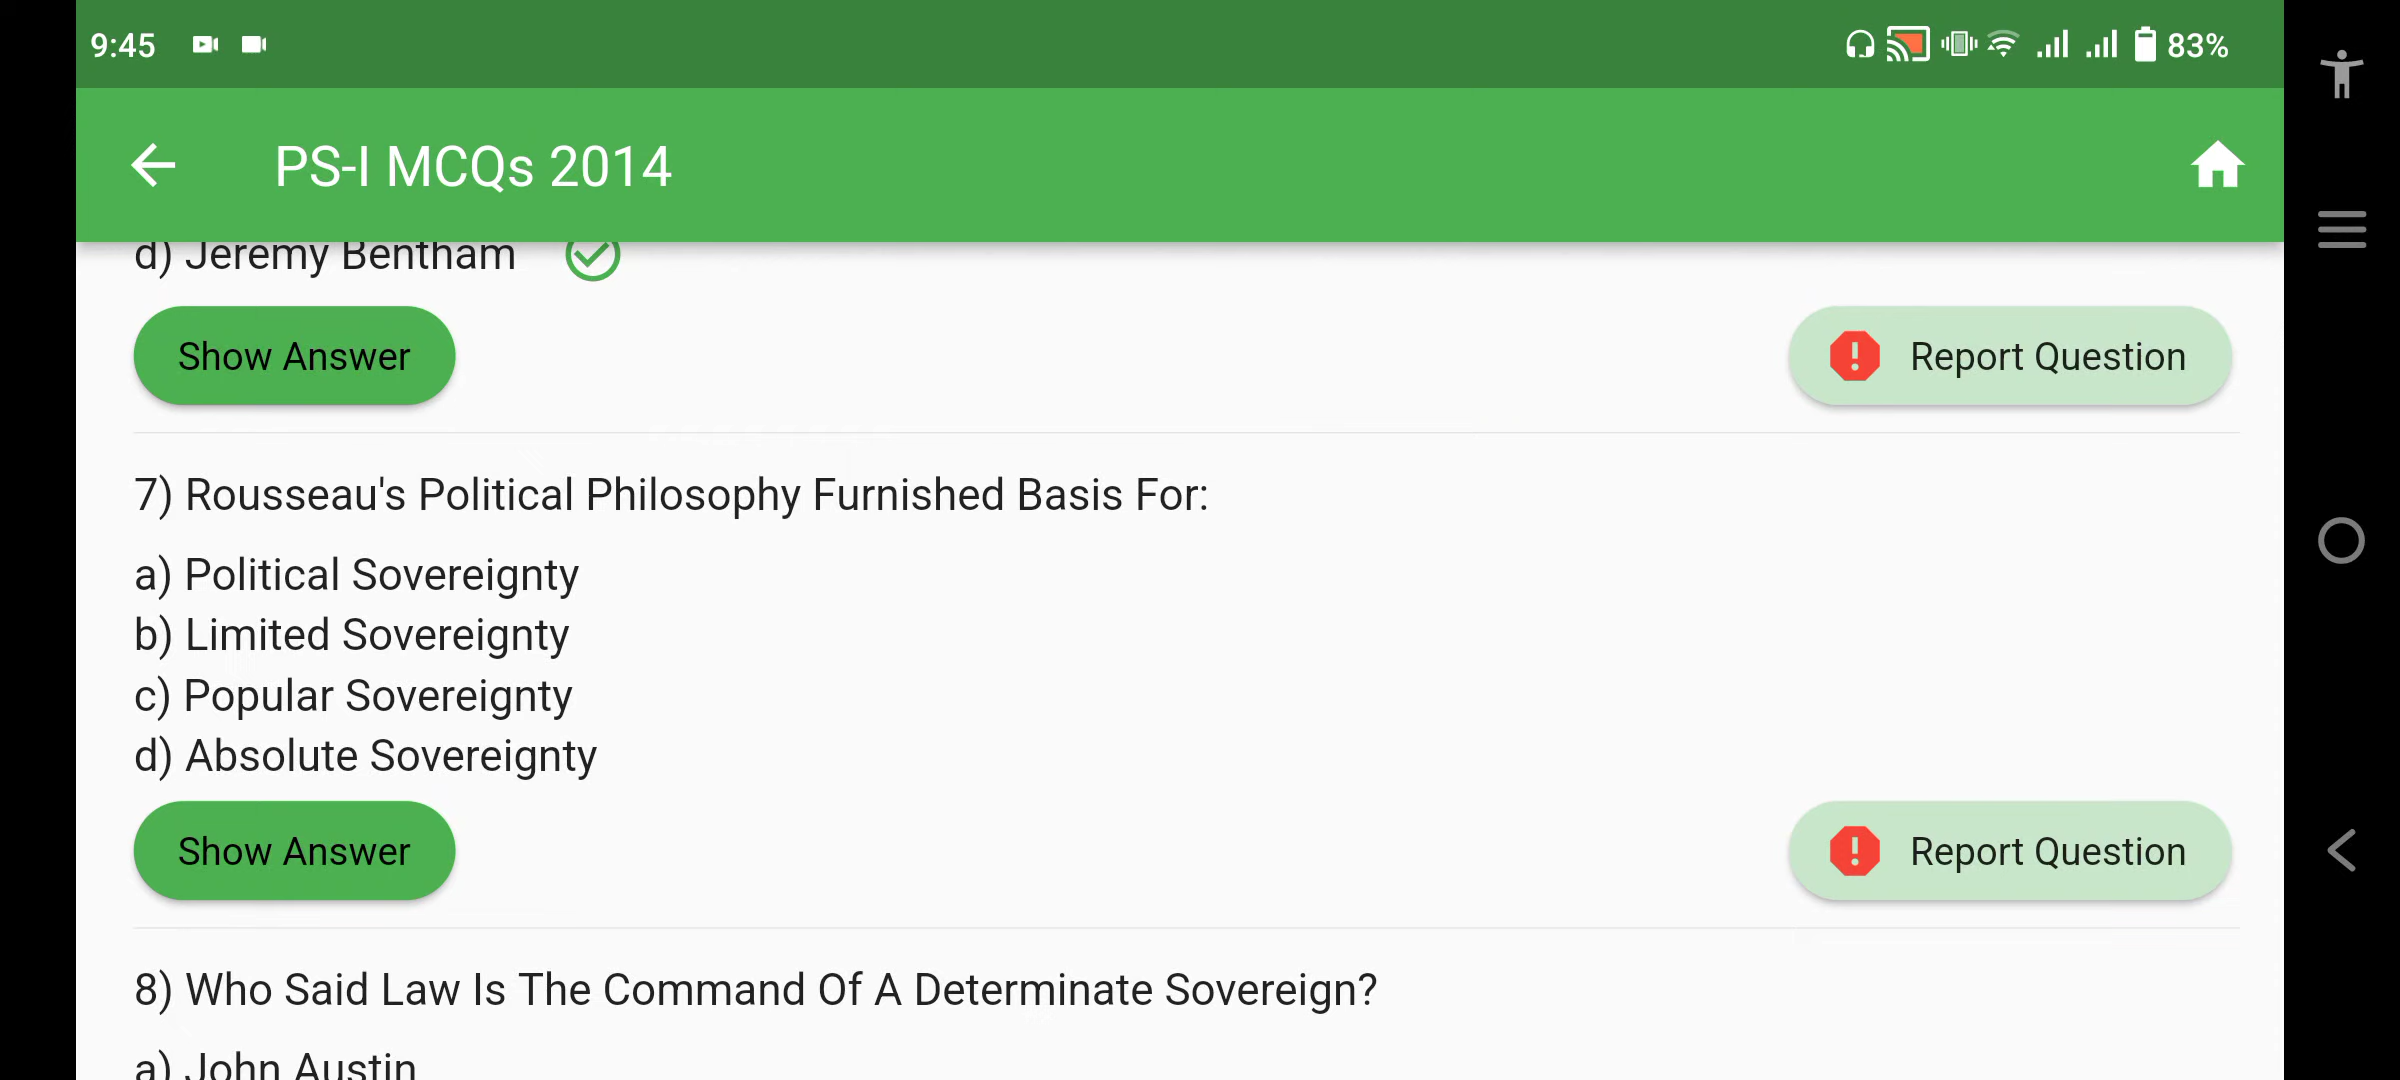 9:45
83%
PS-I MCQs 2014
d) Jeremy Bentham
Show Answer
Report Question
7) Rousseau's Political Philosophy Furnished Basis For:
a) Political Sovereignty
b) Limited Sovereignty
c) Popular Sovereignty
d) Absolute Sovereignty
Show Answer
Report Question
8) Who Said Law Is The Command Of A Determinate Sovereign?
a) John Austin